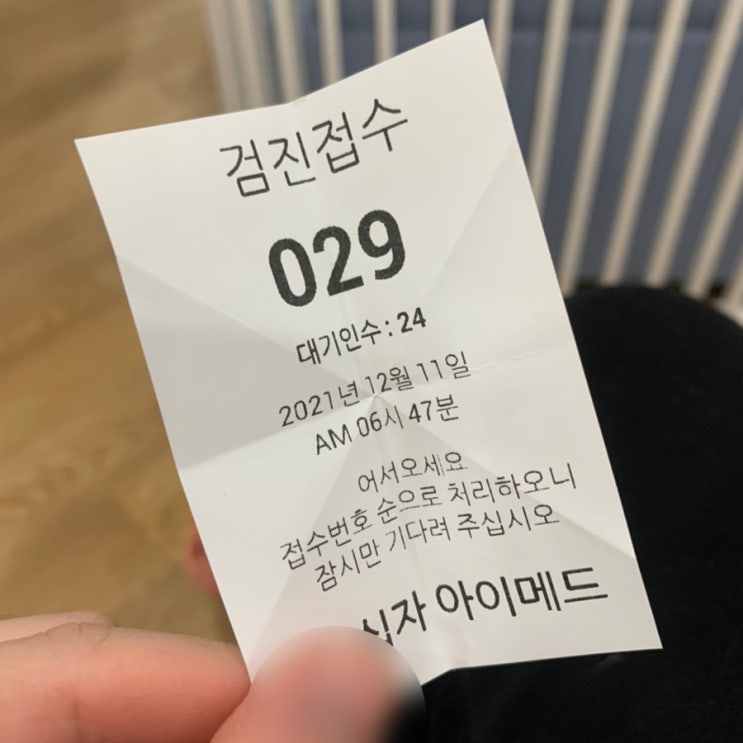 검진접수
029
대기인수 : 24
2021년 12월 11일
AM 06시 47분
어서오세요
접수번호 순으로 처리하오니
잠시만 기다려 주십시오
십자 아이메드